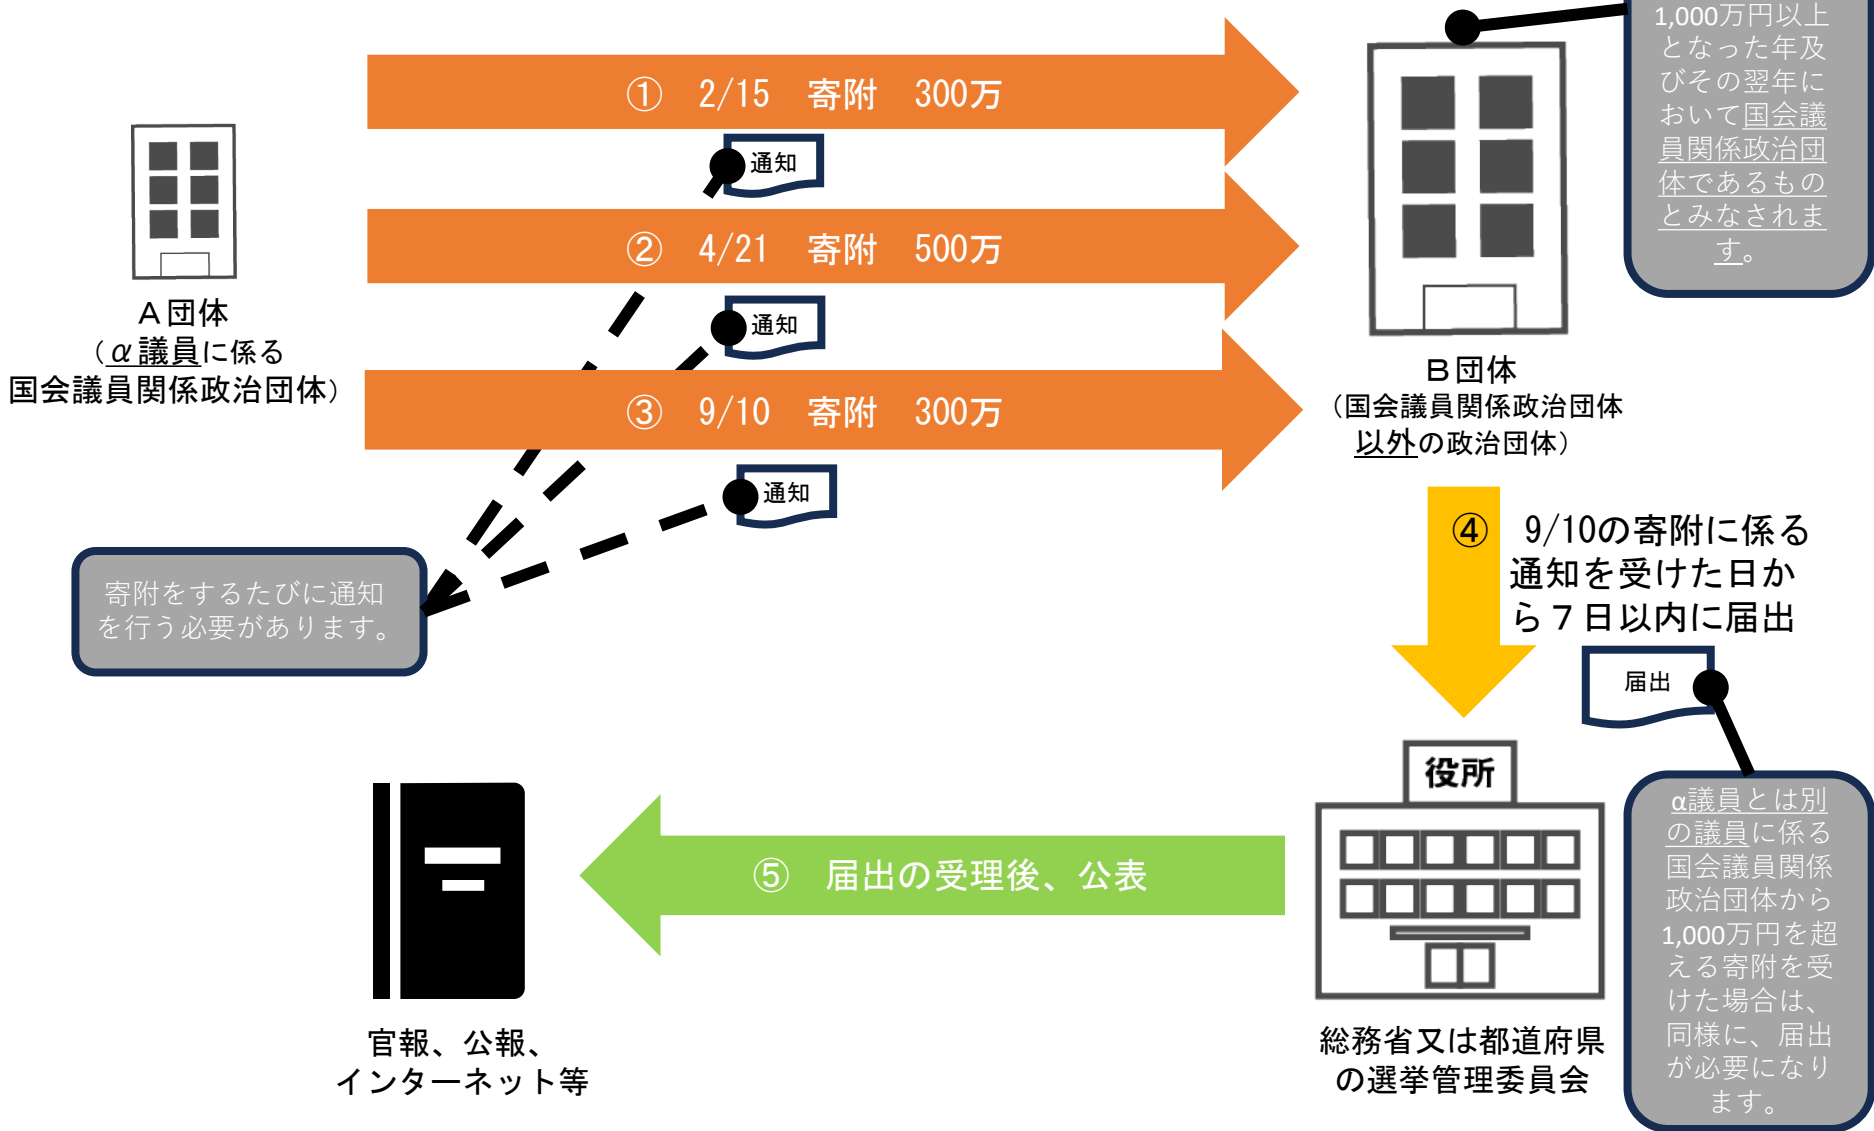 1,000万円以上
となった年及
びその翌年に
おいて国会議
員関係政治団
体であるもの
とみなされま
す。
① 2/15 寄附 300万
通知
② 4/21 寄附 500万
通知
③ 9/10 寄附 300万
通知
A団体
（α議員に係る
国会議員関係政治団体）
B団体
（国会議員関係政治団体
以外の政治団体）
寄附をするたびに通知
を行う必要があります。
④ 9/10の寄附に係る
通知を受けた日か
ら７日以内に届出
届出
役所
総務省又は都道府県
の選挙管理委員会
α議員とは別
の議員に係る
国会議員関係
政治団体から
1,000万円を超
える寄附を受
けた場合は、
同様に、届出
が必要になり
ます。
⑤ 届出の受理後、公表
官報、公報、
インターネット等